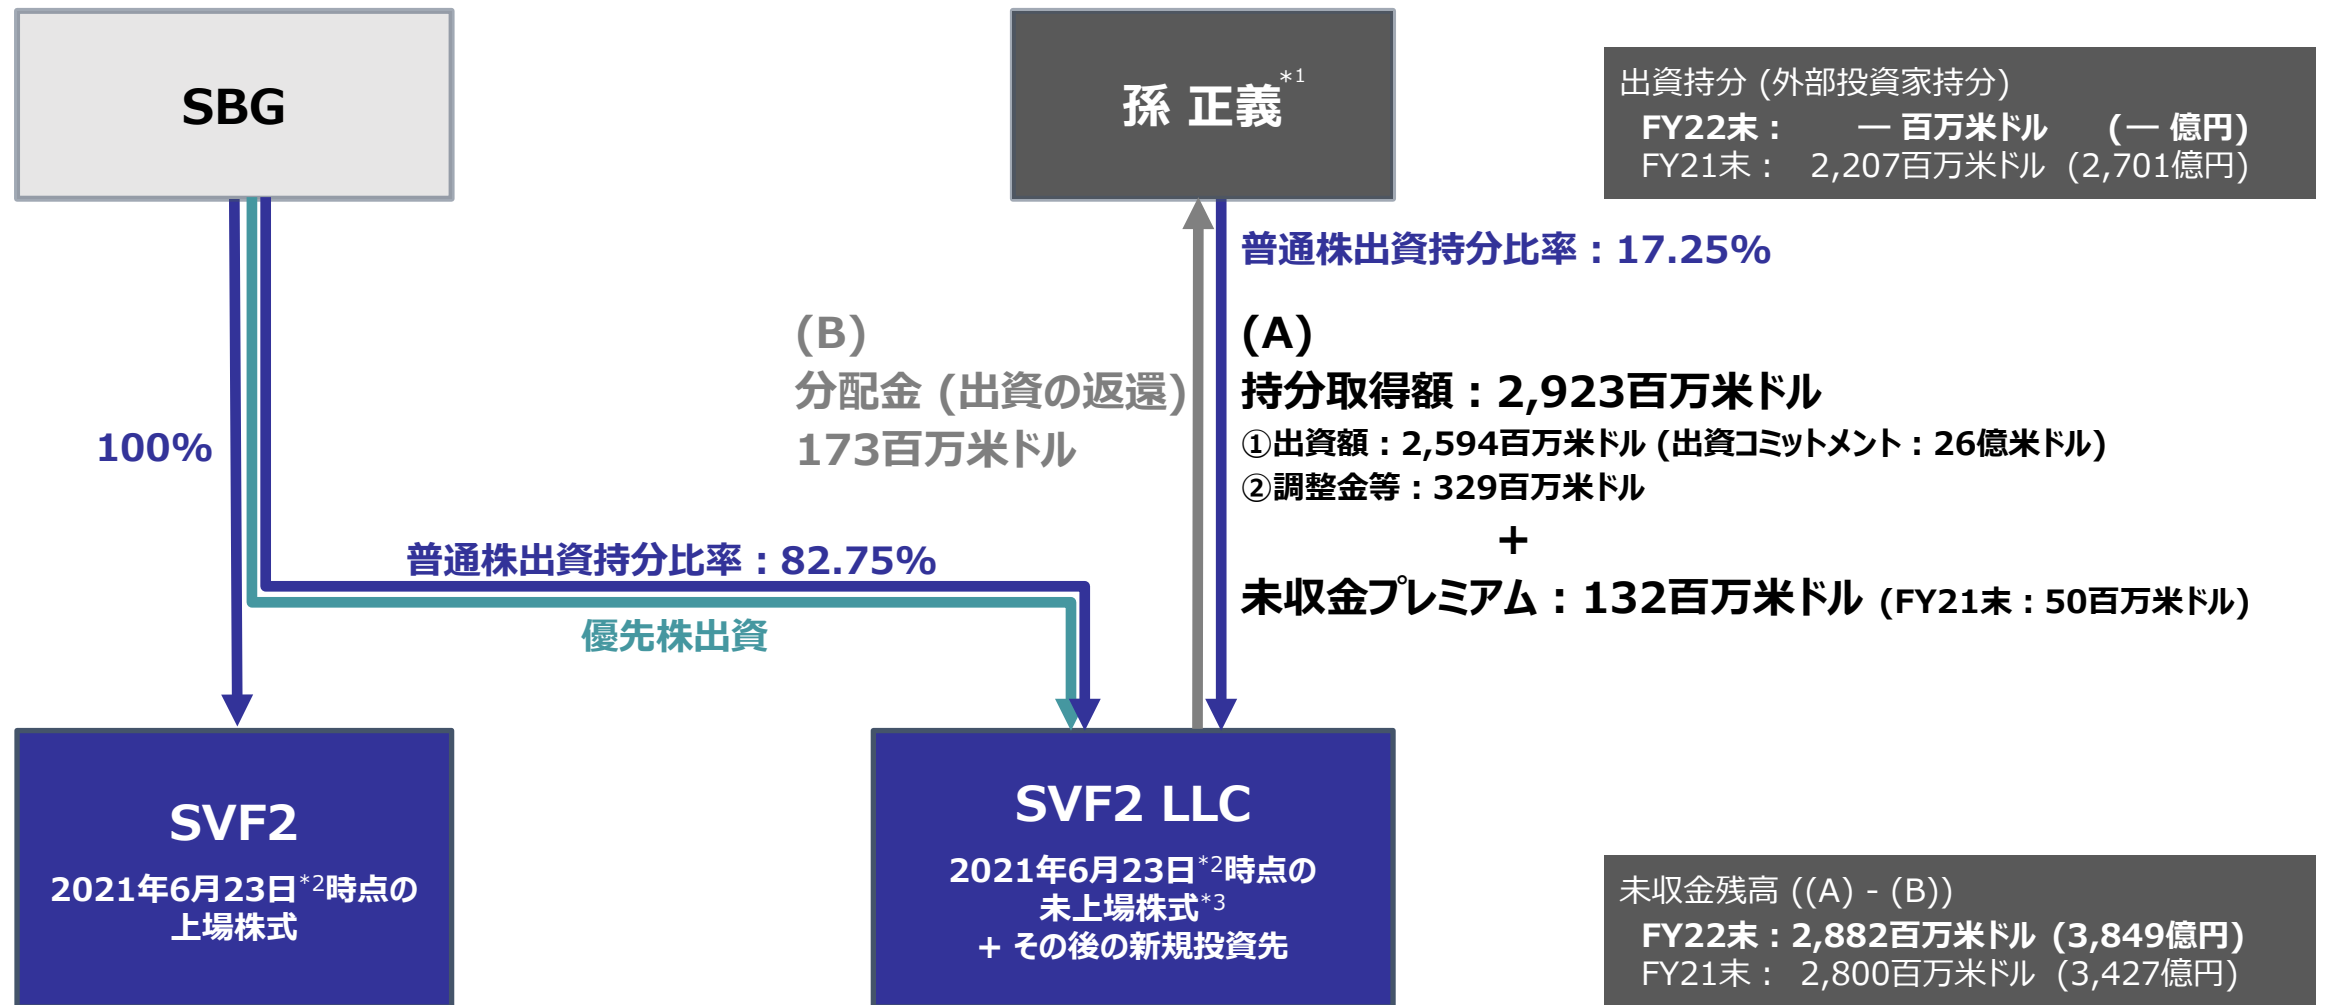 SBG
孫 正義*1
出資持分 (外部投資家持分)
FY22末： ― 百万米ドル (― 億円)
FY21末： 2,207百万米ドル (2,701億円)
普通株出資持分比率：17.25%
(B)
分配金 (出資の返還)
173百万米ドル
(A)
持分取得額：2,923百万米ドル
①出資額：2,594百万米ドル (出資コミットメント：26億米ドル)
②調整金等：329百万米ドル
+
未収金プレミアム：132百万米ドル (FY21末：50百万米ドル)
100%
普通株出資持分比率：82.75%
優先株出資
SVF2
2021年6月23日*2時点の
上場株式
SVF2 LLC
2021年6月23日*2時点の
未上場株式*3
+ その後の新規投資先
未収金残高 ((A) - (B))
FY22末：2,882百万米ドル (3,849億円)
FY21末： 2,800百万米ドル (3,427億円)